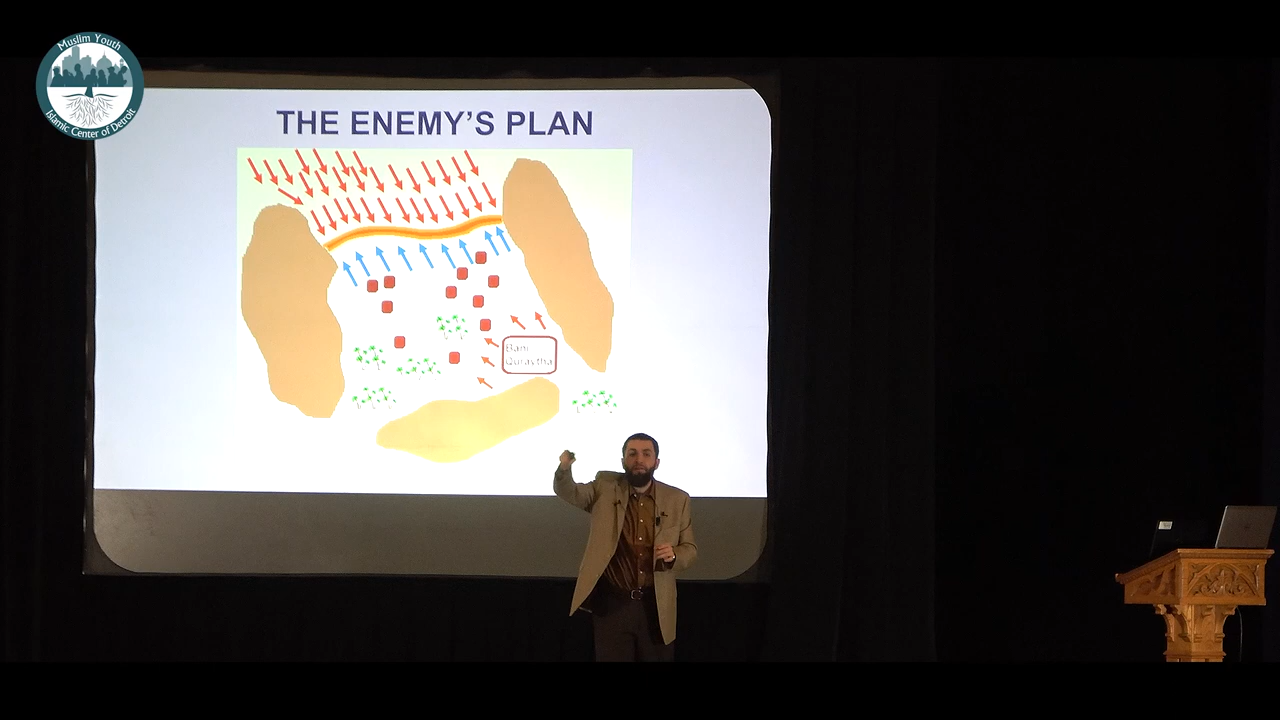 Muslim Youth
Islamic Center of Detroit
THE ENEMY'S PLAN
Bani
Quraytha